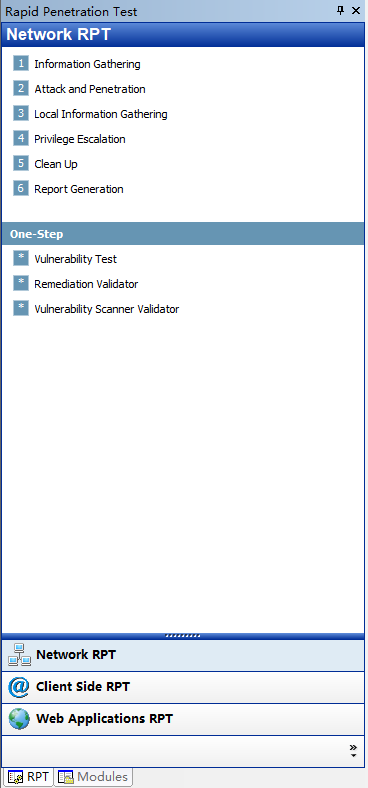 Rapid Penetration Test
Network RPT
1 Information Gathering
2 Attack and Penetration
3 Local Information Gathering
4 Privilege Escalation
5 Clean Up
6 Report Generation
One-Step
* Vulnerability Test
* Remediation Validator
* Vulnerability Scanner Validator
Network RPT
@ Client Side RPT
Web Applications RPT
»
RPT Modules